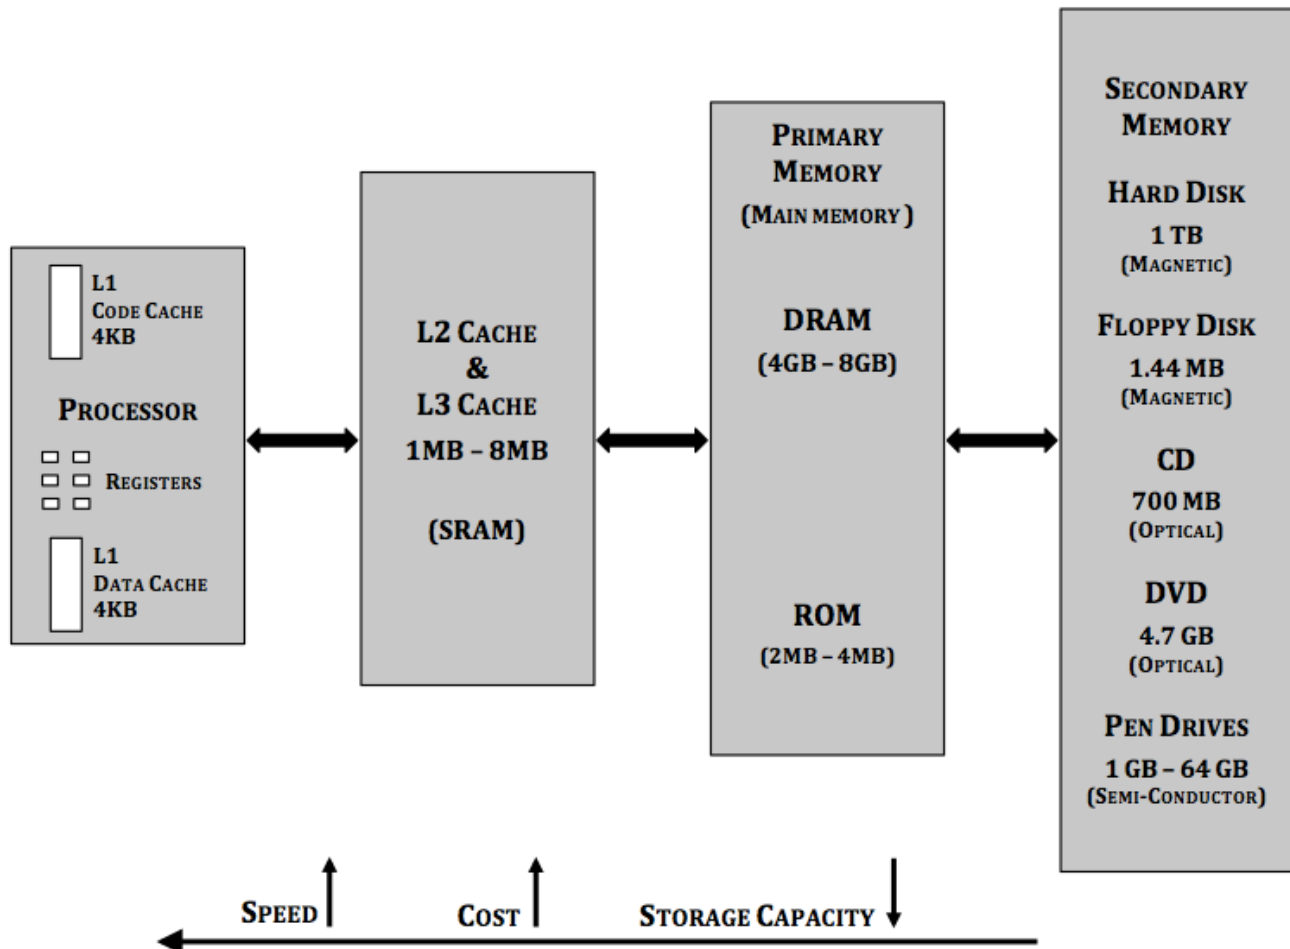 L1
CODE CACHE
4KB
PROCESSOR
REGISTERS
L1
DATA CACHE
4KB
L2 CACHE
&
L3 CACHE
1MB – 8MB
(SRAM)
PRIMARY
MEMORY
(MAIN MEMORY )
DRAM
(4GB – 8GB)
ROM
(2MB – 4MB)
SECONDARY
MEMORY
HARD DISK
1 TB
(MAGNETIC)
FLOPPY DISK
1.44 MB
(MAGNETIC)
CD
700 MB
(OPTICAL)
DVD
4.7 GB
(OPTICAL)
PEN DRIVES
1 GB – 64 GB
(SEMI-CONDUCTOR)
SPEED
COST
STORAGE CAPACITY